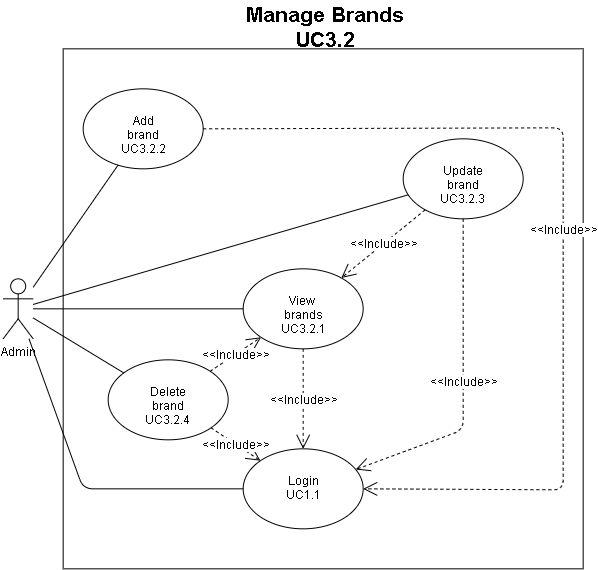 Manage Brands
UC3.2
Add
brand
UC3.2.2
Update
brand
UC3.2.3
<<Include>>
<<Include>>
View
brands
UC3.2.1
Admin
<<Include>>
Delete
brand
UC3.2.4
<<Include>>
<<Include>>
<<Include>>
Login
UC1.1